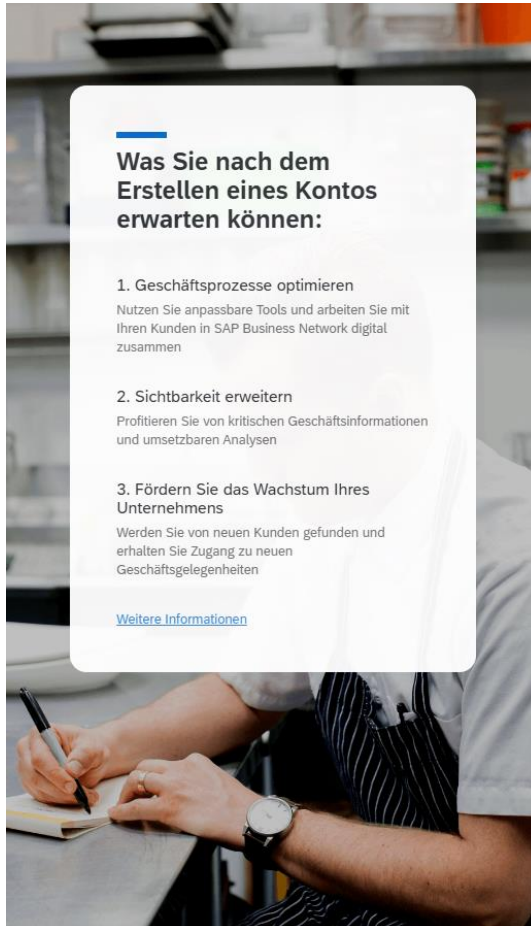 Was Sie nach dem
Erstellen eines Kontos
erwarten können:
1. Geschäftsprozesse optimieren
Nutzen Sie anpassbare Tools und arbeiten Sie mit
Ihren Kunden in SAP Business Network digital
zusammen
2. Sichtbarkeit erweitern
Profitieren Sie von kritischen Geschäftsinformationen
und umsetzbaren Analysen
3. Fördern Sie das Wachstum Ihres
Unternehmens
Werden Sie von neuen Kunden gefunden und
erhalten Sie Zugang zu neuen
Geschäftsgelegenheiten
Weitere Informationen